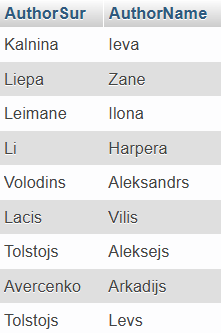 AuthorSur AuthorName
Kalnina Ieva
Liepa Zane
Leimane Ilona
Li Harpera
Volodins Aleksandrs
Lacis Vilis
Tolstojs Aleksejs
Avercenko Arkadijs
Tolstojs Levs